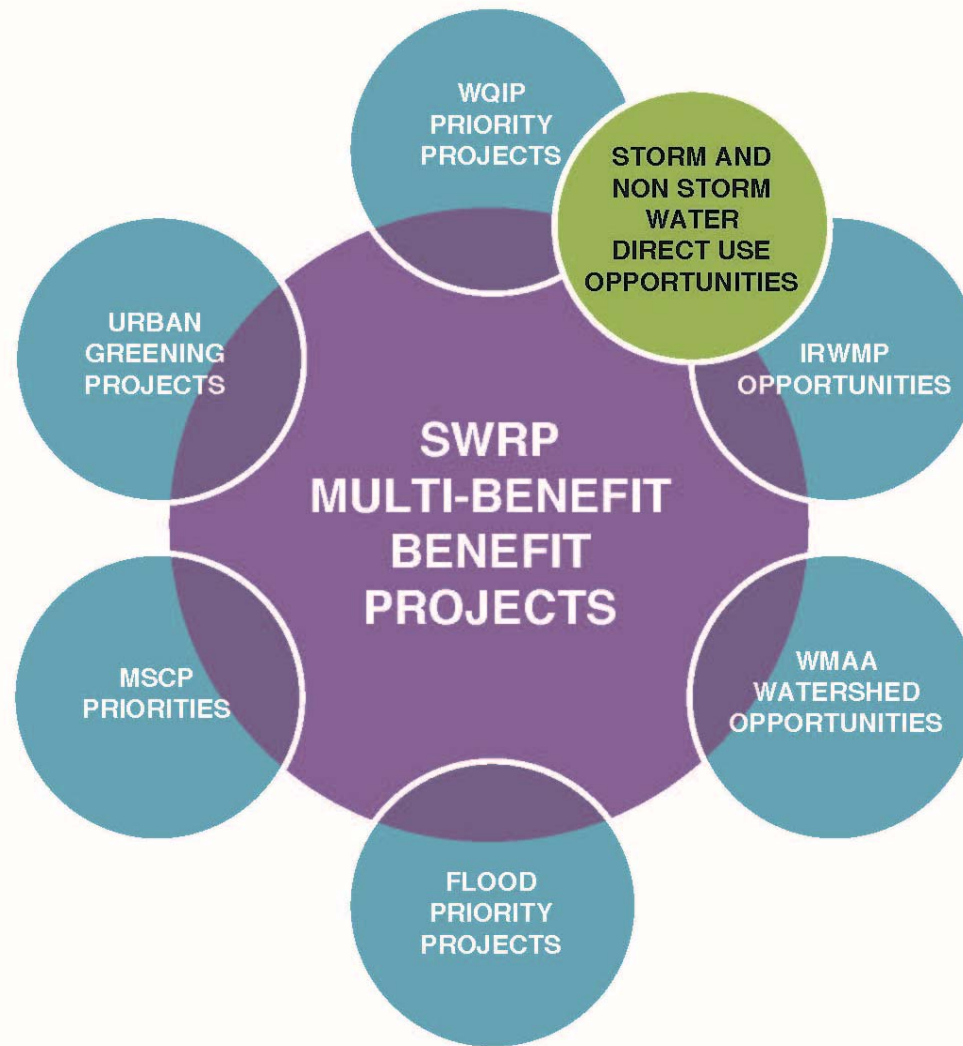 WQIP
PRIORITY
PROJECTS
STORM AND
NON STORM
WATER
DIRECT USE
OPPORTUNITIES
URBAN
GREENING
PROJECTS
IRWMP
OPPORTUNITIES
SWRP
MULTI-BENEFIT
BENEFIT
PROJECTS
MSCP
PRIORITIES
WMAA
WATERSHED
OPPORTUNITIES
FLOOD
PRIORITY
PROJECTS